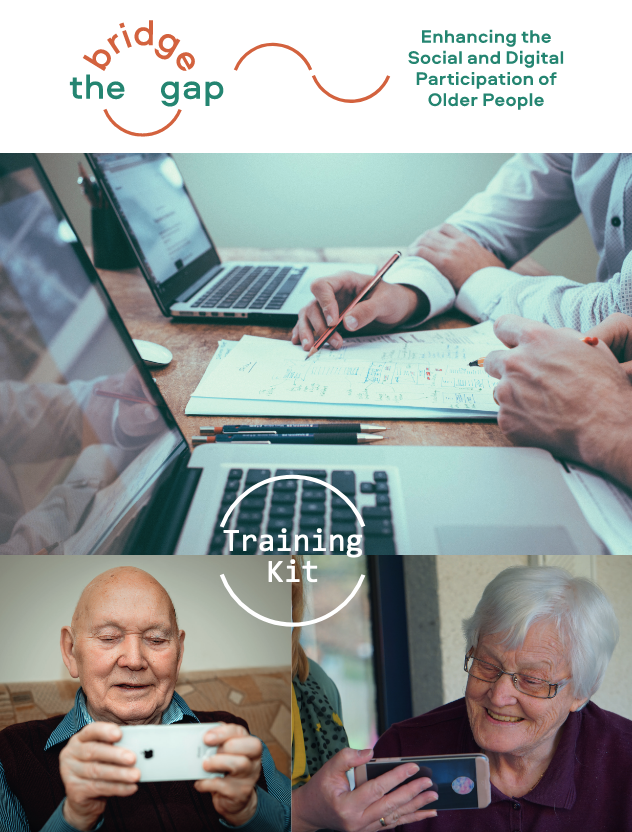 bridge
the gap
Enhancing the
Social and Digital
Participation of
Older People
Training
Kit